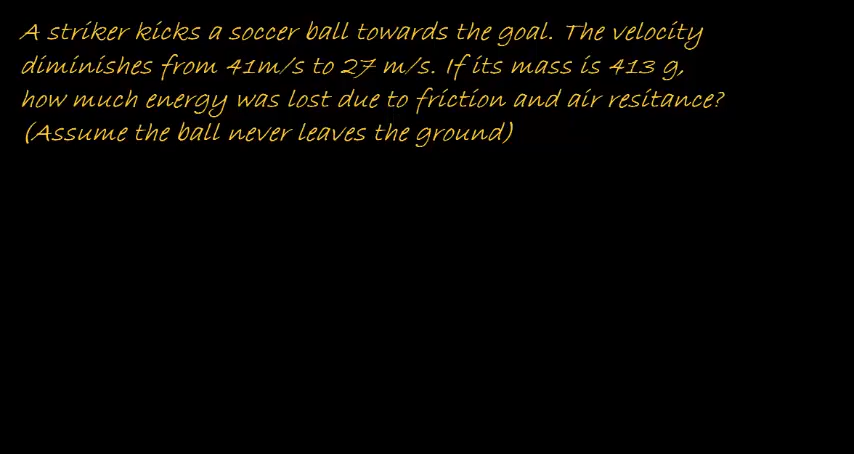 A striker kicks a soccer ball towards the goal. The velocity
diminishes from 41m/s to 27 m/s. If its mass is 413 g,
how much energy was lost due to friction and air resitance?
(Assume the ball never leaves the ground)